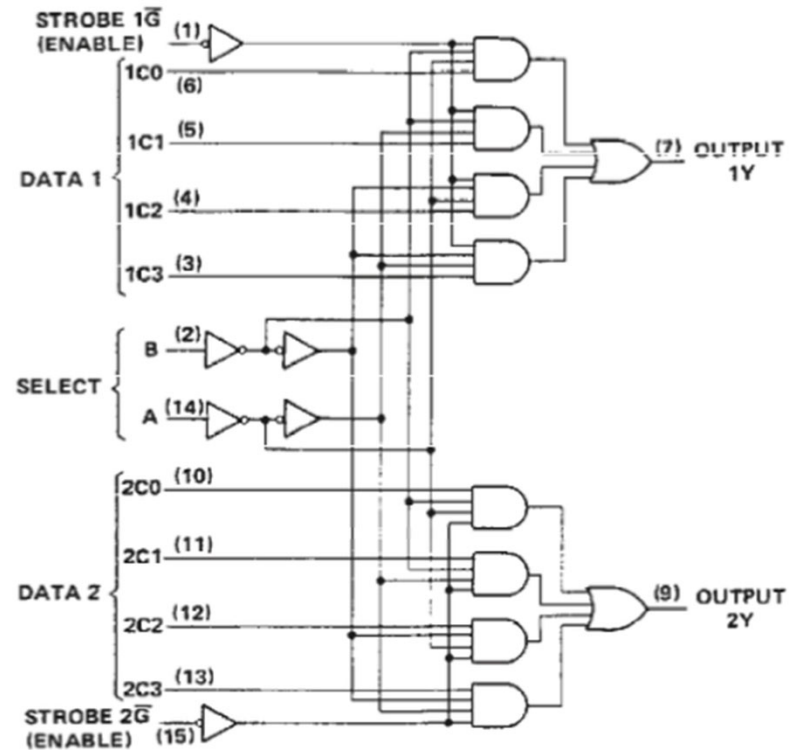 STROBE 1G̅ (1)
(ENABLE)
1C0
(6)
1C1 (5)
DATA 1
1C2 (4)
1C3 (3)
(7) OUTPUT
1Y
B (2)
SELECT
A (14)
2C0 (10)
2C1 (11)
DATA 2
2C2 (12)
2C3 (13)
STROBE 2G̅
(ENABLE) (15)
(9) OUTPUT
2Y